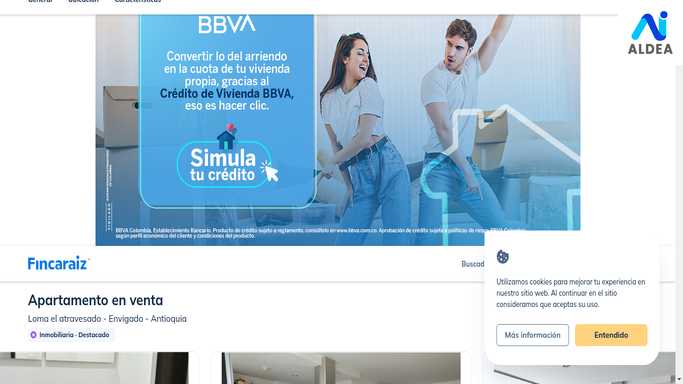 BBVA
ALDEA
Convertir lo del arriendo
en la cuota de tu vivienda
propia, gracias al
Crédito de Vivienda BBVA,
eso es hacer clic.
Simula
tu crédito
BBVA Colombia. Establecimiento Bancario. Producto de crédito sujeto a reglamento, consúltelo en www.bbva.com.co. Aprobación de crédito sujeta a políticas de riesgo BBVA Colombia
según perfil económico del cliente y condiciones del producto.
Fincaraiz
Apartamento en venta
Loma el atravesado - Envigado - Antioquia
Inmobiliaria · Destacado
Utilizamos cookies para mejorar tu experiencia en
nuestro sitio web. Al continuar en el sitio
consideramos que aceptas su uso.
Más información
Entendido